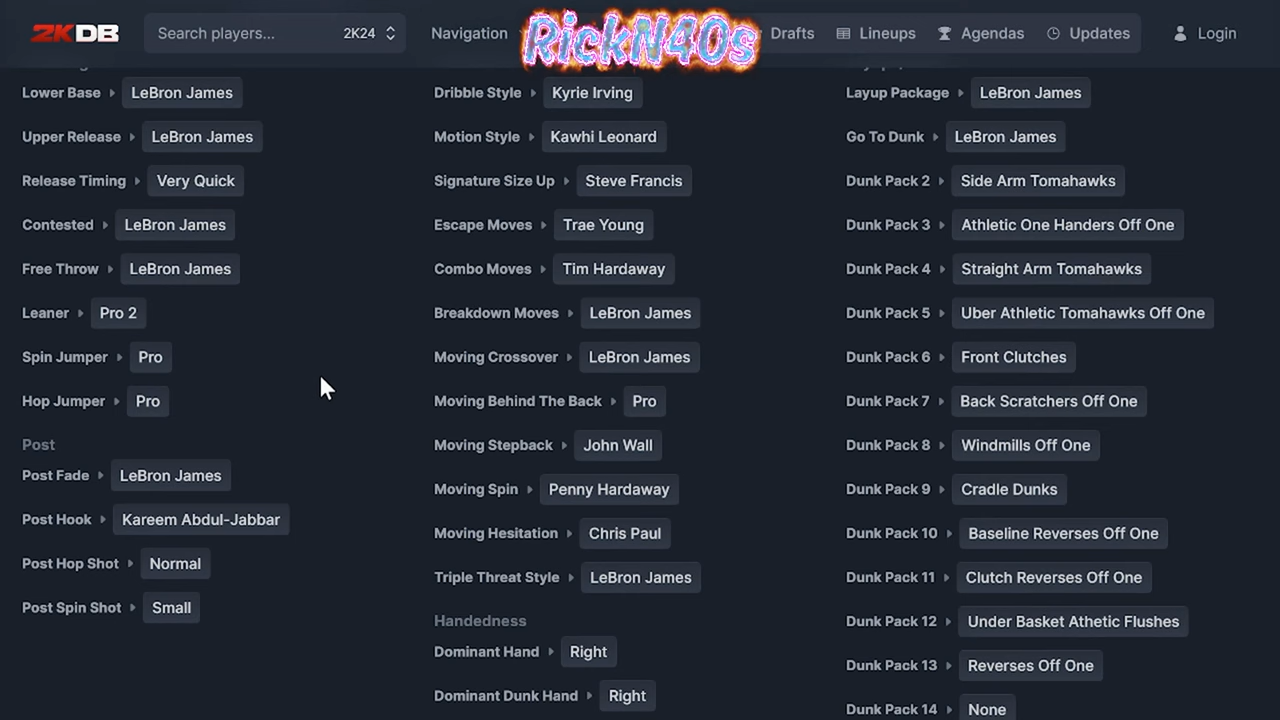 2KDB
Search players...
2K24
Navigation
RickN40s
Drafts
Lineups
Agendas
Updates
Login
Lower Base LeBron James
Upper Release LeBron James
Release Timing Very Quick
Contested LeBron James
Free Throw LeBron James
Leaner Pro 2
Spin Jumper Pro
Hop Jumper Pro
Post
Post Fade LeBron James
Post Hook Kareem Abdul-Jabbar
Post Hop Shot Normal
Post Spin Shot Small
Dribble Style Kyrie Irving
Motion Style Kawhi Leonard
Signature Size Up Steve Francis
Escape Moves Trae Young
Combo Moves Tim Hardaway
Breakdown Moves LeBron James
Moving Crossover LeBron James
Moving Behind The Back Pro
Moving Stepback John Wall
Moving Spin Penny Hardaway
Moving Hesitation Chris Paul
Triple Threat Style LeBron James
Handedness
Dominant Hand Right
Dominant Dunk Hand Right
Layup Package LeBron James
Go To Dunk LeBron James
Dunk Pack 2 Side Arm Tomahawks
Dunk Pack 3 Athletic One Handers Off One
Dunk Pack 4 Straight Arm Tomahawks
Dunk Pack 5 Uber Athletic Tomahawks Off One
Dunk Pack 6 Front Clutches
Dunk Pack 7 Back Scratchers Off One
Dunk Pack 8 Windmills Off One
Dunk Pack 9 Cradle Dunks
Dunk Pack 10 Baseline Reverses Off One
Dunk Pack 11 Clutch Reverses Off One
Dunk Pack 12 Under Basket Athetic Flushes
Dunk Pack 13 Reverses Off One
Dunk Pack 14 None